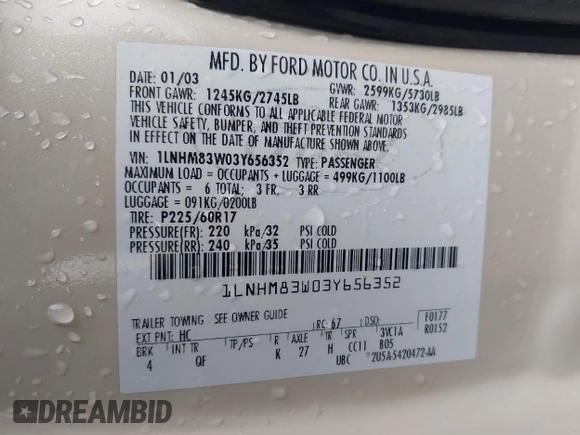 MFD. BY FORD MOTOR CO. IN U.S.A.
DATE: 01/03 GVWR: 2599KG/5730LB
FRONT GAWR: 1245KG/2745LB REAR GAWR: 1353KG/2985LB
THIS VEHICLE CONFORMS TO ALL APPLICABLE FEDERAL MOTOR
VEHICLE SAFETY, BUMPER, AND THEFT PREVENTION STANDARDS
IN EFFECT ON THE DATE OF MANUFACTURE SHOWN ABOVE.
VIN: 1LNHM83W03Y656352 TYPE: PASSENGER
MAXIMUM LOAD = OCCUPANTS + LUGGAGE = 499KG/1100LB
OCCUPANTS = 6 TOTAL; 3 FR, 3 RR
LUGGAGE = 091KG/0200LB
TIRE: P225/60R17
PRESSURE(FR) 220 kPa/32 PSI COLD
PRESSURE(RR) 240 kPa/35 PSI COLD
1LNHM83W03Y656352
TRAILER TOWING - SEE OWNER GUIDE
F0177
R0152
EXT PNT: HC RC: 67 DSO:
BRK INT TR TP/PS R AXLE TR SPR 3VC1A
4 QF K 27 H CC11 BOS
UBC 2U5A-5420472-AA
DREAMBID